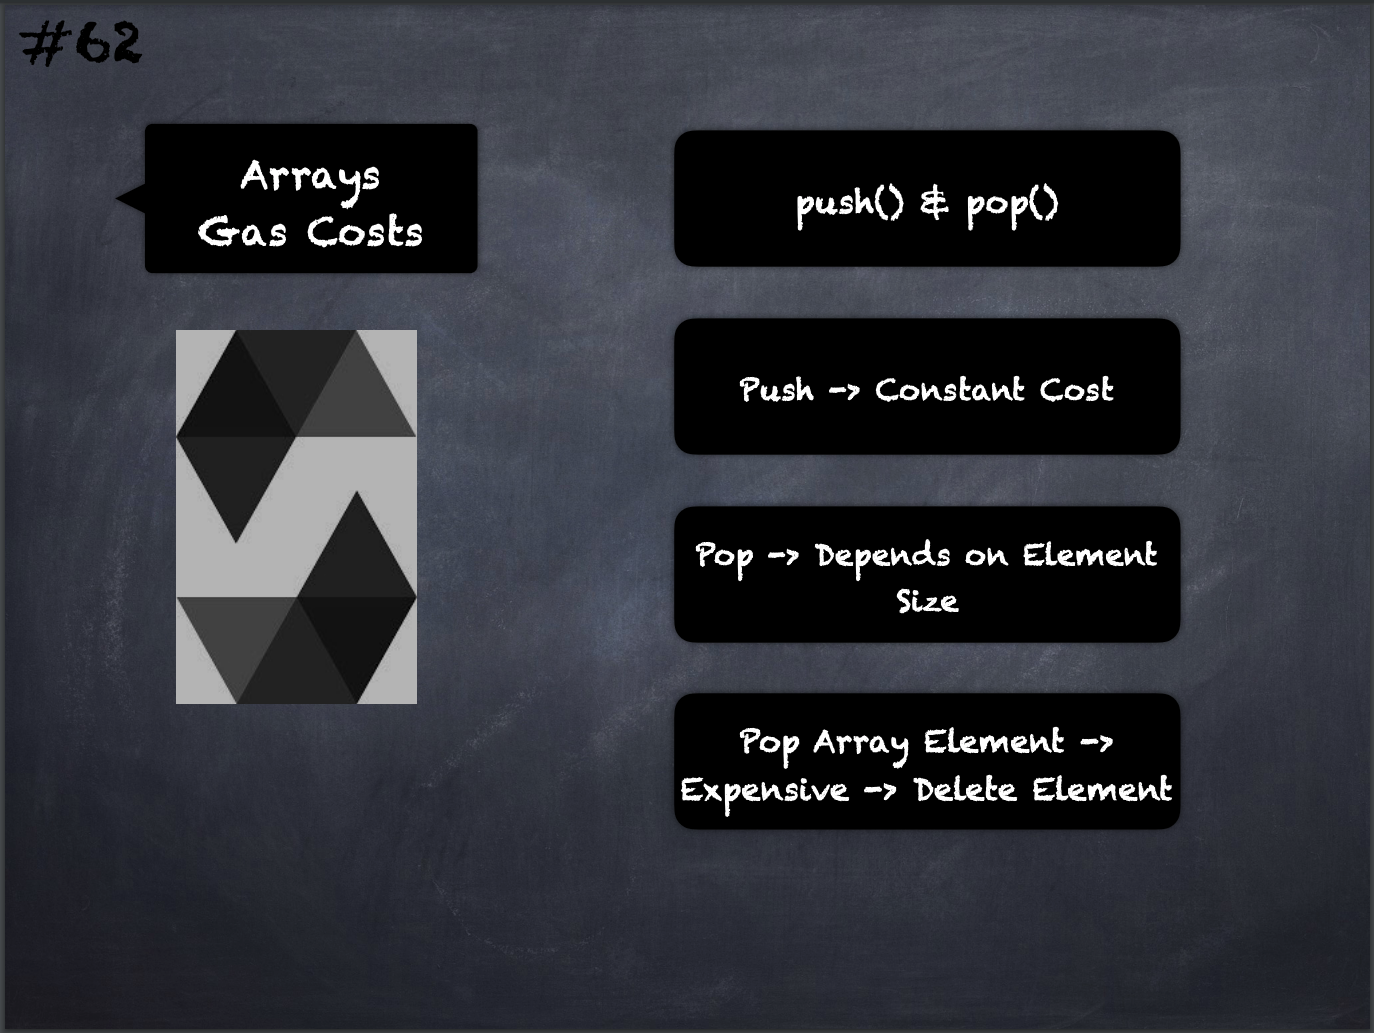 #62
Arrays
Gas Costs
push() & pop()
Push -> Constant Cost
Pop -> Depends on Element
Size
Pop Array Element ->
Expensive -> Delete Element